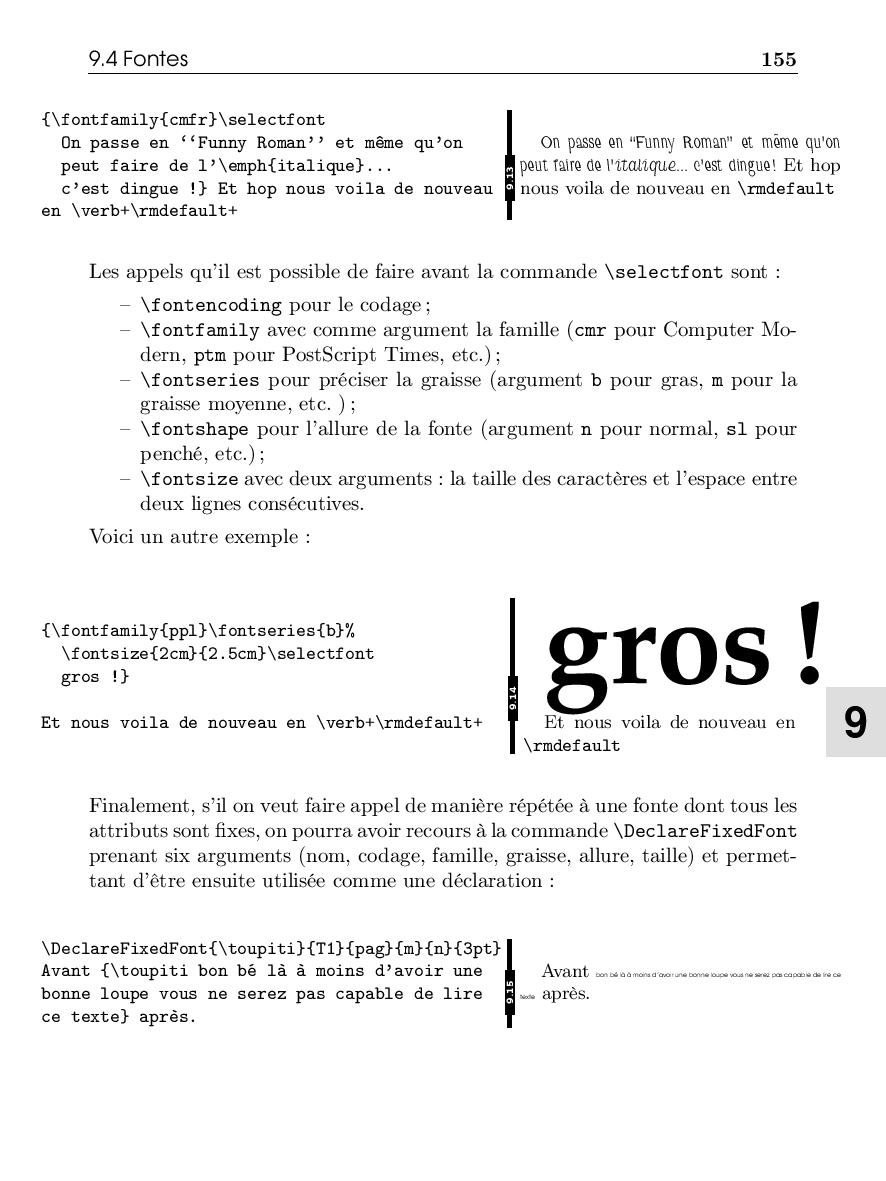 9.4 Fontes 155
{\fontfamily{cmfr}\selectfont
On passe en ‘‘Funny Roman’’ et même qu’on
peut faire de l’\emph{italique}...
c’est dingue !} Et hop nous voila de nouveau
en \verb+\rmdefault+
9.13
On passe en “Funny Roman” et même qu’on
peut faire de l’italique... c’est dingue ! Et hop
nous voila de nouveau en \rmdefault
Les appels qu’il est possible de faire avant la commande \selectfont sont :
– \fontencoding pour le codage ;
– \fontfamily avec comme argument la famille (cmr pour Computer Mo-
dern, ptm pour PostScript Times, etc.) ;
– \fontseries pour préciser la graisse (argument b pour gras, m pour la
graisse moyenne, etc. ) ;
– \fontshape pour l’allure de la fonte (argument n pour normal, sl pour
penché, etc.) ;
– \fontsize avec deux arguments : la taille des caractères et l’espace entre
deux lignes consécutives.
Voici un autre exemple :
{\fontfamily{ppl}\fontseries{b}%
\fontsize{2cm}{2.5cm}\selectfont
gros !}
Et nous voila de nouveau en \verb+\rmdefault+
9.14
gros !
Et nous voila de nouveau en
\rmdefault
9
Finalement, s’il on veut faire appel de manière répétée à une fonte dont tous les
attributs sont fixes, on pourra avoir recours à la commande \DeclareFixedFont
prenant six arguments (nom, codage, famille, graisse, allure, taille) et permet-
tant d’être ensuite utilisée comme une déclaration :
\DeclareFixedFont{\toupiti}{T1}{pag}{m}{n}{3pt}
Avant {\toupiti bon bé là à moins d’avoir une
bonne loupe vous ne serez pas capable de lire
ce texte} après.
9.15
Avant bon bé là à moins d’avoir une bonne loupe vous ne serez pas capable de lire ce
texte après.